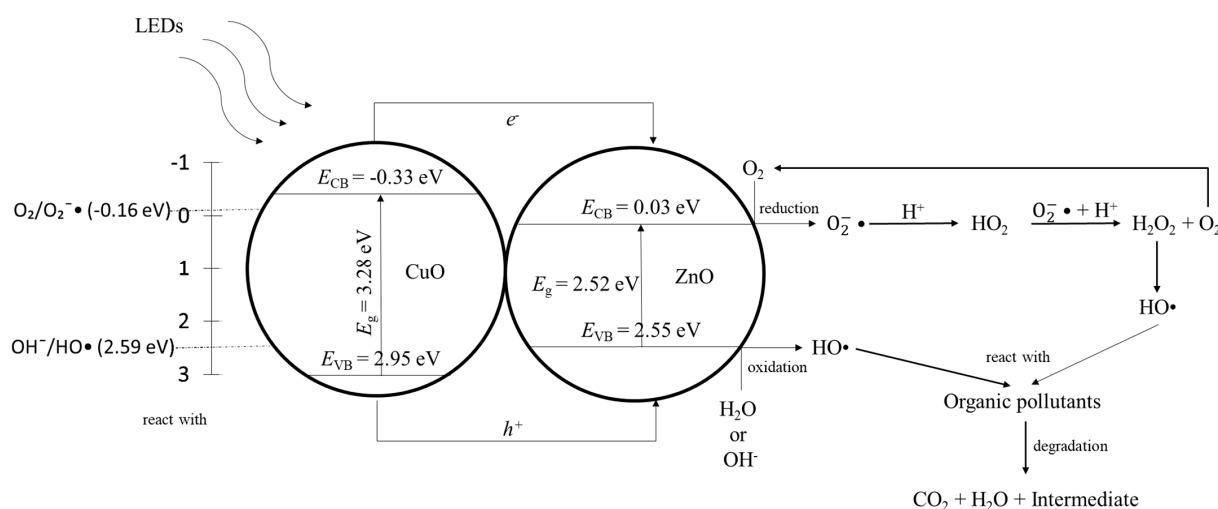 LEDs
e⁻
-1
0
1
2
3
O₂/O₂⁻• (-0.16 eV)
OH⁻/HO• (2.59 eV)
react with
E_CB = -0.33 eV
E_g = 3.28 eV
CuO
E_VB = 2.95 eV
h⁺
E_CB = 0.03 eV
E_g = 2.52 eV
ZnO
E_VB = 2.55 eV
O₂
reduction
O₂⁻ •
H⁺
HO₂
O₂⁻ • + H⁺
H₂O₂ + O₂
HO•
oxidation
HO•
H₂O
or
OH⁻
react with
Organic pollutants
degradation
CO₂ + H₂O + Intermediate